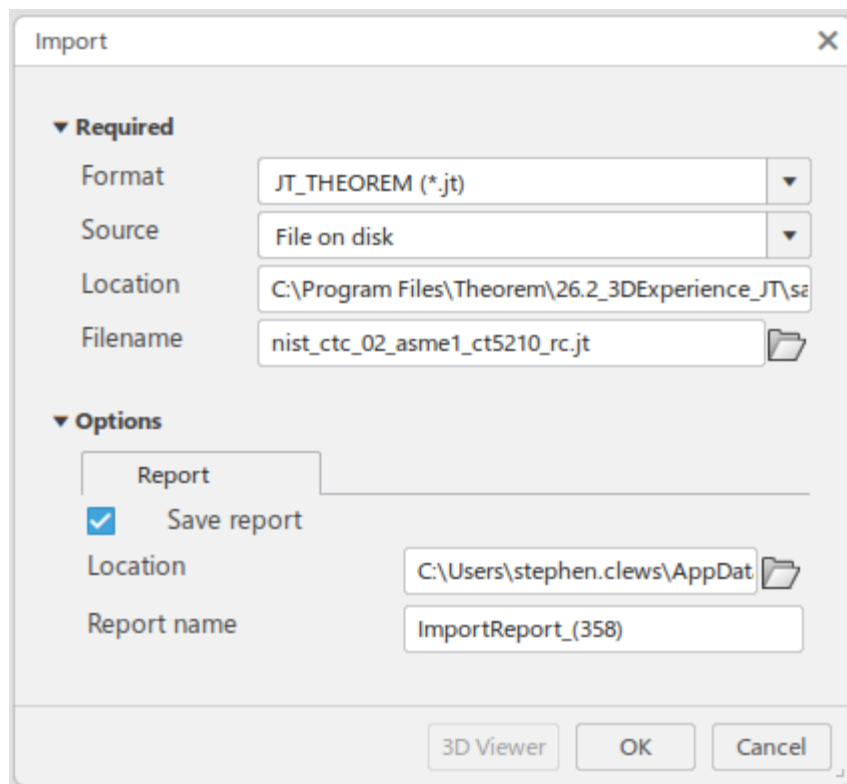 Import
Required
Format JT_THEOREM (*.jt)
Source File on disk
Location C:\Program Files\Theorem\26.2_3DExperience_JT\sa
Filename nist_ctc_02_asme1_ct5210_rc.jt
Options
Report
Save report
Location C:\Users\stephen.clews\AppData
Report name ImportReport_(358)
3D Viewer OK Cancel